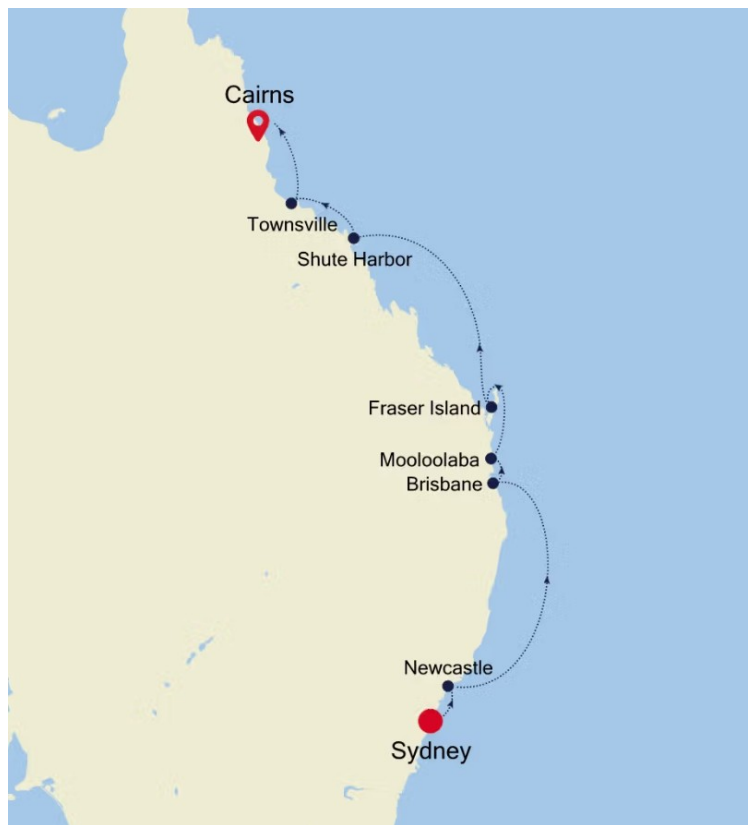 Cairns
Townsville
Shute Harbor
Fraser Island
Mooloolaba
Brisbane
Newcastle
Sydney